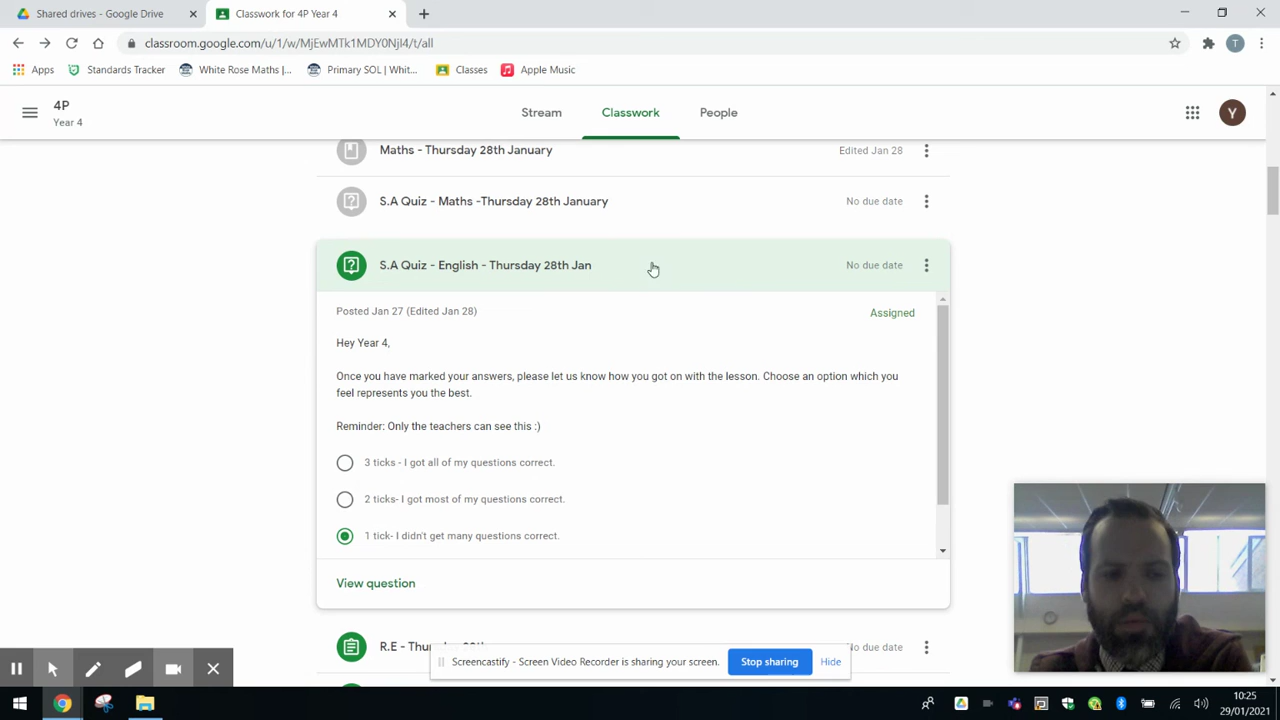 Shared drives - Google Drive
Classwork for 4P Year 4
classroom.google.com/u/1/w/MjEwMTk1MDY0NjI4/t/all
Apps
Standards Tracker
White Rose Maths |...
Primary SOL | Whit...
Classes
Apple Music
4P
Year 4
Stream
Classwork
People
Y
T
Maths - Thursday 28th January
Edited Jan 28
S.A Quiz - Maths -Thursday 28th January
No due date
S.A Quiz - English - Thursday 28th Jan
No due date
Posted Jan 27 (Edited Jan 28)
Assigned
Hey Year 4,
Once you have marked your answers, please let us know how you got on with the lesson. Choose an option which you
feel represents you the best.
Reminder: Only the teachers can see this :)
3 ticks - I got all of my questions correct.
2 ticks- I got most of my questions correct.
1 tick- I didn't get many questions correct.
View question
R.E - Thursday 28th
No due date
Screencastify - Screen Video Recorder is sharing your screen.
Stop sharing
Hide
10:25
29/01/2021